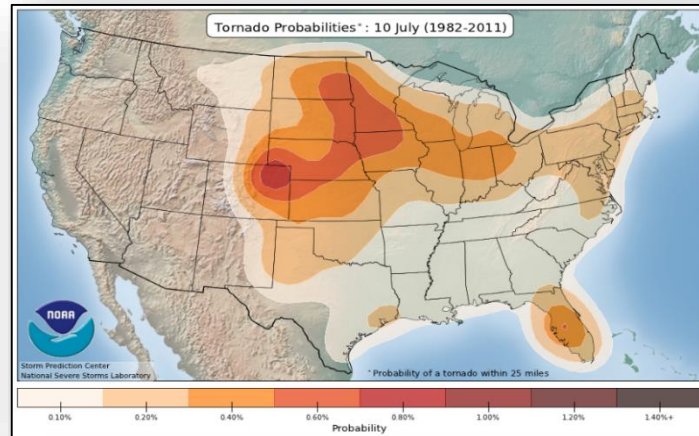 Tornado Probabilities*: 10 July (1982-2011)
NOAA
Storm Prediction Center
National Severe Storms Laboratory
*Probability of a tornado within 25 miles
0.10% 0.20% 0.40% 0.60% 0.80% 1.00% 1.20% 1.40%+
Probability